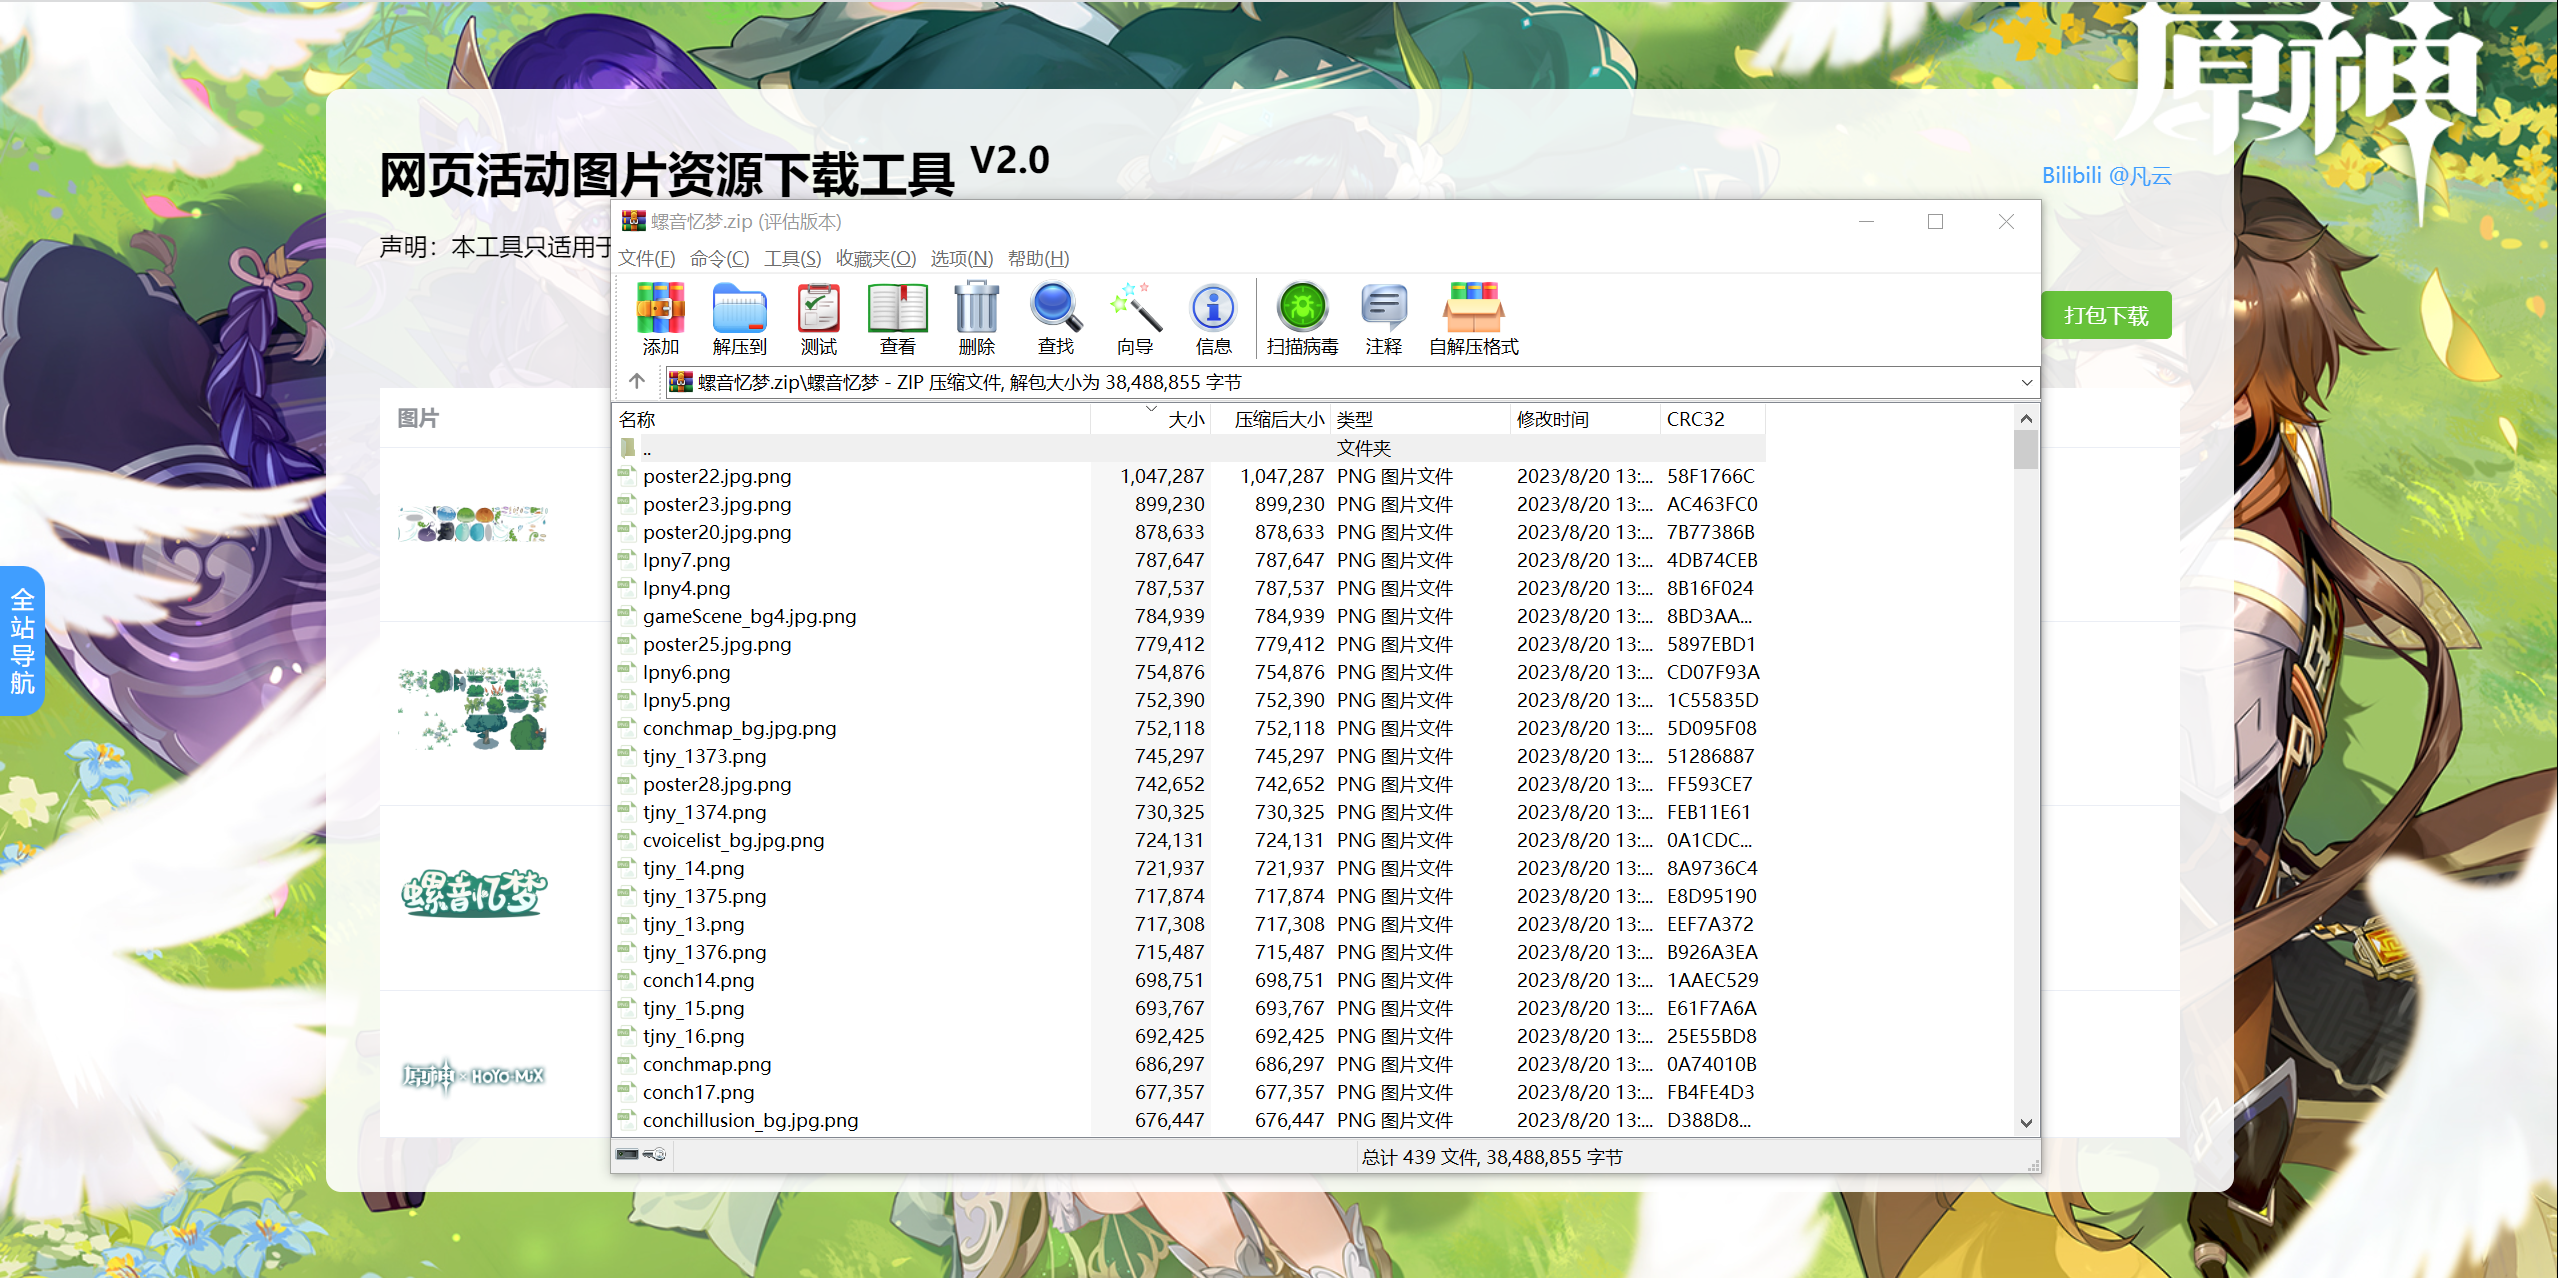 原神
网页活动图片资源下载工具 V2.0
Bilibili @凡云
声明：本工具只适用于
打包下载
图片
全站导航
螺音忆梦
原神×HOYO-MiX
螺音忆梦.zip (评估版本)
文件(F) 命令(C) 工具(S) 收藏夹(O) 选项(N) 帮助(H)
添加 解压到 测试 查看 删除 查找 向导 信息 扫描病毒 注释 自解压格式
螺音忆梦.zip\螺音忆梦 - ZIP 压缩文件, 解包大小为 38,488,855 字节
名称 大小 压缩后大小 类型 修改时间 CRC32
.. 文件夹
poster22.jpg.png 1,047,287 1,047,287 PNG 图片文件 2023/8/20 13:... 58F1766C
poster23.jpg.png 899,230 899,230 PNG 图片文件 2023/8/20 13:... AC463FC0
poster20.jpg.png 878,633 878,633 PNG 图片文件 2023/8/20 13:... 7B77386B
lpny7.png 787,647 787,647 PNG 图片文件 2023/8/20 13:... 4DB74CEB
lpny4.png 787,537 787,537 PNG 图片文件 2023/8/20 13:... 8B16F024
gameScene_bg4.jpg.png 784,939 784,939 PNG 图片文件 2023/8/20 13:... 8BD3AA...
poster25.jpg.png 779,412 779,412 PNG 图片文件 2023/8/20 13:... 5897EBD1
lpny6.png 754,876 754,876 PNG 图片文件 2023/8/20 13:... CD07F93A
lpny5.png 752,390 752,390 PNG 图片文件 2023/8/20 13:... 1C55835D
conchmap_bg.jpg.png 752,118 752,118 PNG 图片文件 2023/8/20 13:... 5D095F08
tjny_1373.png 745,297 745,297 PNG 图片文件 2023/8/20 13:... 51286887
poster28.jpg.png 742,652 742,652 PNG 图片文件 2023/8/20 13:... FF593CE7
tjny_1374.png 730,325 730,325 PNG 图片文件 2023/8/20 13:... FEB11E61
cvoicelist_bg.jpg.png 724,131 724,131 PNG 图片文件 2023/8/20 13:... 0A1CDC...
tjny_14.png 721,937 721,937 PNG 图片文件 2023/8/20 13:... 8A9736C4
tjny_1375.png 717,874 717,874 PNG 图片文件 2023/8/20 13:... E8D95190
tjny_13.png 717,308 717,308 PNG 图片文件 2023/8/20 13:... EEF7A372
tjny_1376.png 715,487 715,487 PNG 图片文件 2023/8/20 13:... B926A3EA
conch14.png 698,751 698,751 PNG 图片文件 2023/8/20 13:... 1AAEC529
tjny_15.png 693,767 693,767 PNG 图片文件 2023/8/20 13:... E61F7A6A
tjny_16.png 692,425 692,425 PNG 图片文件 2023/8/20 13:... 25E55BD8
conchmap.png 686,297 686,297 PNG 图片文件 2023/8/20 13:... 0A74010B
conch17.png 677,357 677,357 PNG 图片文件 2023/8/20 13:... FB4FE4D3
conchillusion_bg.jpg.png 676,447 676,447 PNG 图片文件 2023/8/20 13:... D388D8...
总计 439 文件, 38,488,855 字节